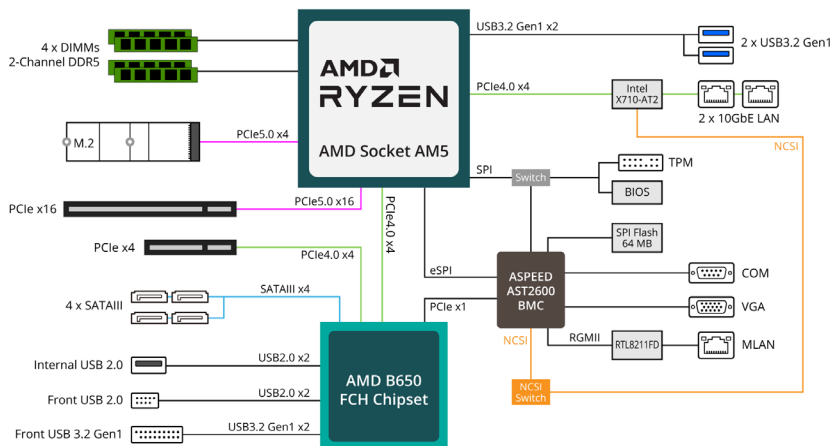 USB3.2 Gen1 x2
4 x DIMMs
2-Channel DDR5
2 x USB3.2 Gen1
AMD
RYZEN
AMD Socket AM5
PCIe4.0 x4
Intel
X710-AT2
2 x 10GbE LAN
M.2
PCIe5.0 x4
NCSI
SPI
Switch
TPM
BIOS
PCIe x16
PCIe5.0 x16
PCIe4.0 x4
SPI Flash
64 MB
PCIe x4
PCIe4.0 x4
eSPI
ASPEED
AST2600
BMC
COM
4 x SATAIII
SATAIII x4
PCIe x1
VGA
NCSI
RGMII
RTL8211FD
MLAN
Internal USB 2.0
USB2.0 x2
AMD B650
FCH Chipset
NCSI
Switch
Front USB 2.0
USB2.0 x2
Front USB 3.2 Gen1
USB3.2 Gen1 x2